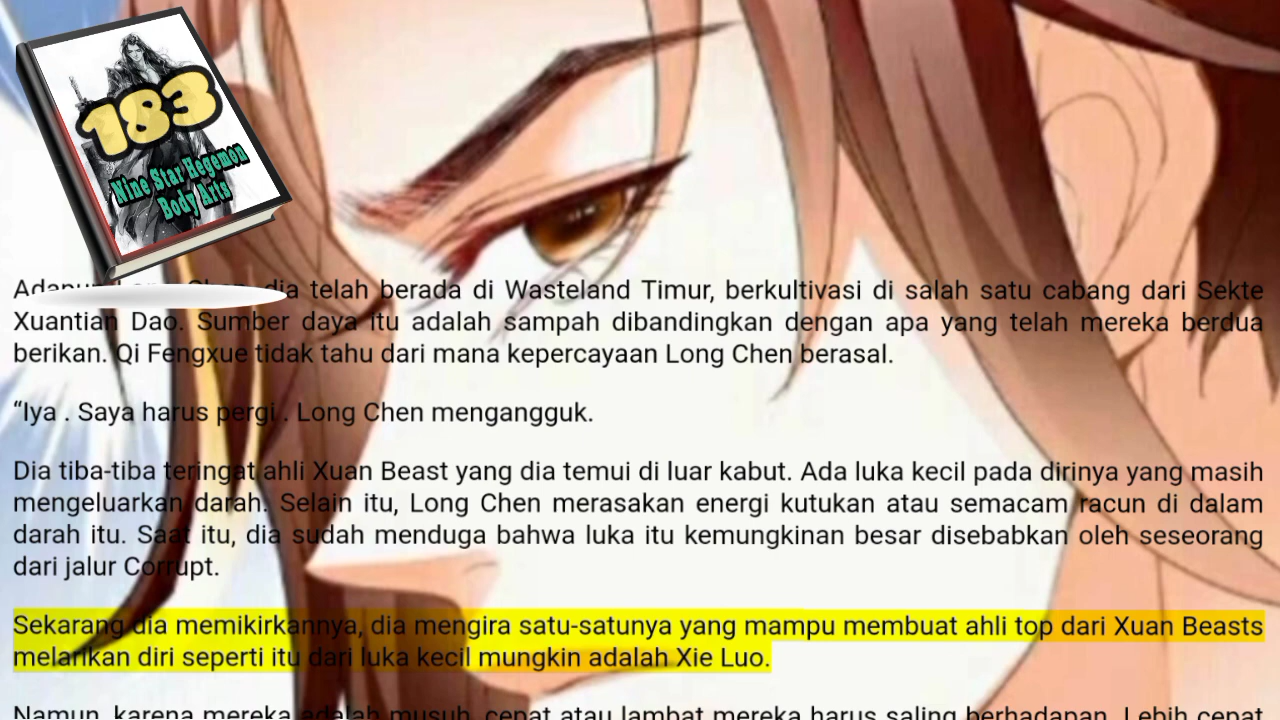 183
Nine Star Hegemon
Body Arts
Adapun Long Chen, dia telah berada di Wasteland Timur, berkultivasi di salah satu cabang dari Sekte
Xuantian Dao. Sumber daya itu adalah sampah dibandingkan dengan apa yang telah mereka berdua
berikan. Qi Fengxue tidak tahu dari mana kepercayaan Long Chen berasal.
“Iya . Saya harus pergi . Long Chen mengangguk.
Dia tiba-tiba teringat ahli Xuan Beast yang dia temui di luar kabut. Ada luka kecil pada dirinya yang masih
mengeluarkan darah. Selain itu, Long Chen merasakan energi kutukan atau semacam racun di dalam
darah itu. Saat itu, dia sudah menduga bahwa luka itu kemungkinan besar disebabkan oleh seseorang
dari jalur Corrupt.
Sekarang dia memikirkannya, dia mengira satu-satunya yang mampu membuat ahli top dari Xuan Beasts
melarikan diri seperti itu dari luka kecil mungkin adalah Xie Luo.
Namun, karena mereka adalah musuh, cepat atau lambat mereka harus saling berhadapan. Lebih cepat